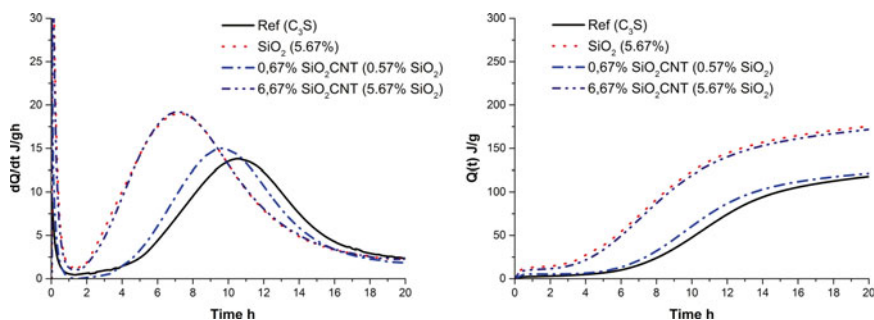 30
25
20
15
10
5
0
dQ/dt J/gh
Ref (C₃S)
SiO₂ (5.67%)
0,67% SiO₂CNT (0.57% SiO₂)
6,67% SiO₂CNT (5.67% SiO₂)
0 2 4 6 8 10 12 14 16 18 20
Time h
300
250
200
150
100
50
0
Q(t) J/g
Ref (C₃S)
SiO₂ (5.67%)
0,67% SiO₂CNT (0.57% SiO₂)
6,67% SiO₂CNT (5.67% SiO₂)
0 2 4 6 8 10 12 14 16 18 20
Time h